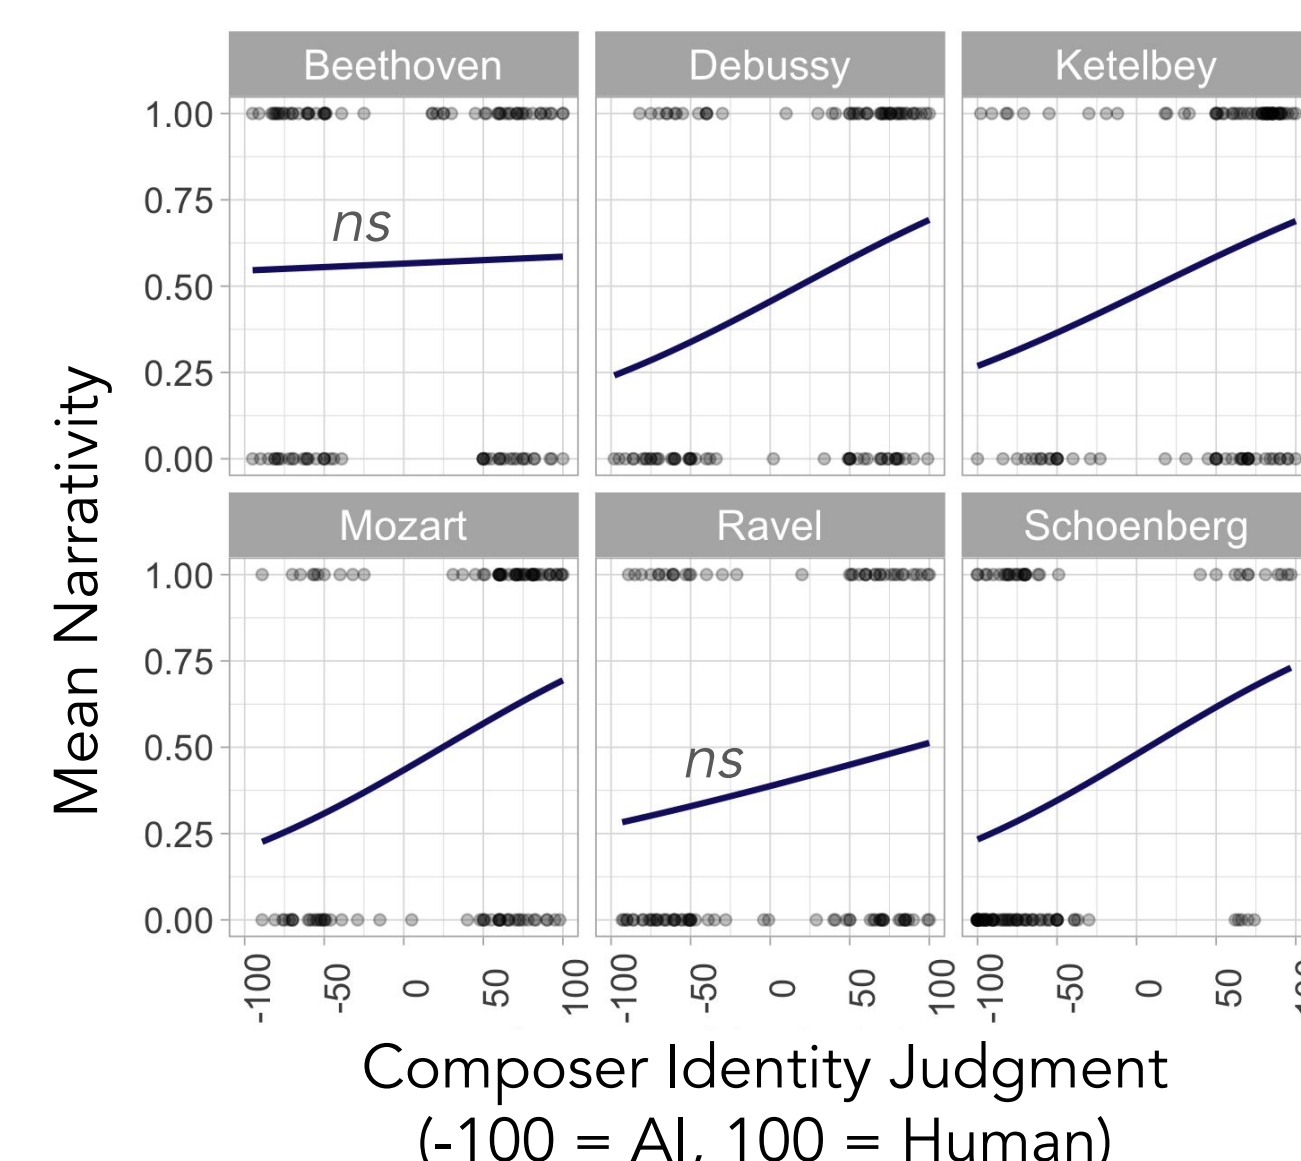 Beethoven Debussy Ketelbey
1.00
0.75
ns
0.50
0.25
0.00
Mozart Ravel Schoenberg
1.00
0.75
0.50
ns
0.25
0.00
Mean Narrativity
-100 -50 0 50 100 -100 -50 0 50 100 -100 -50 0 50
Composer Identity Judgment
(-100 = AI, 100 = Human)